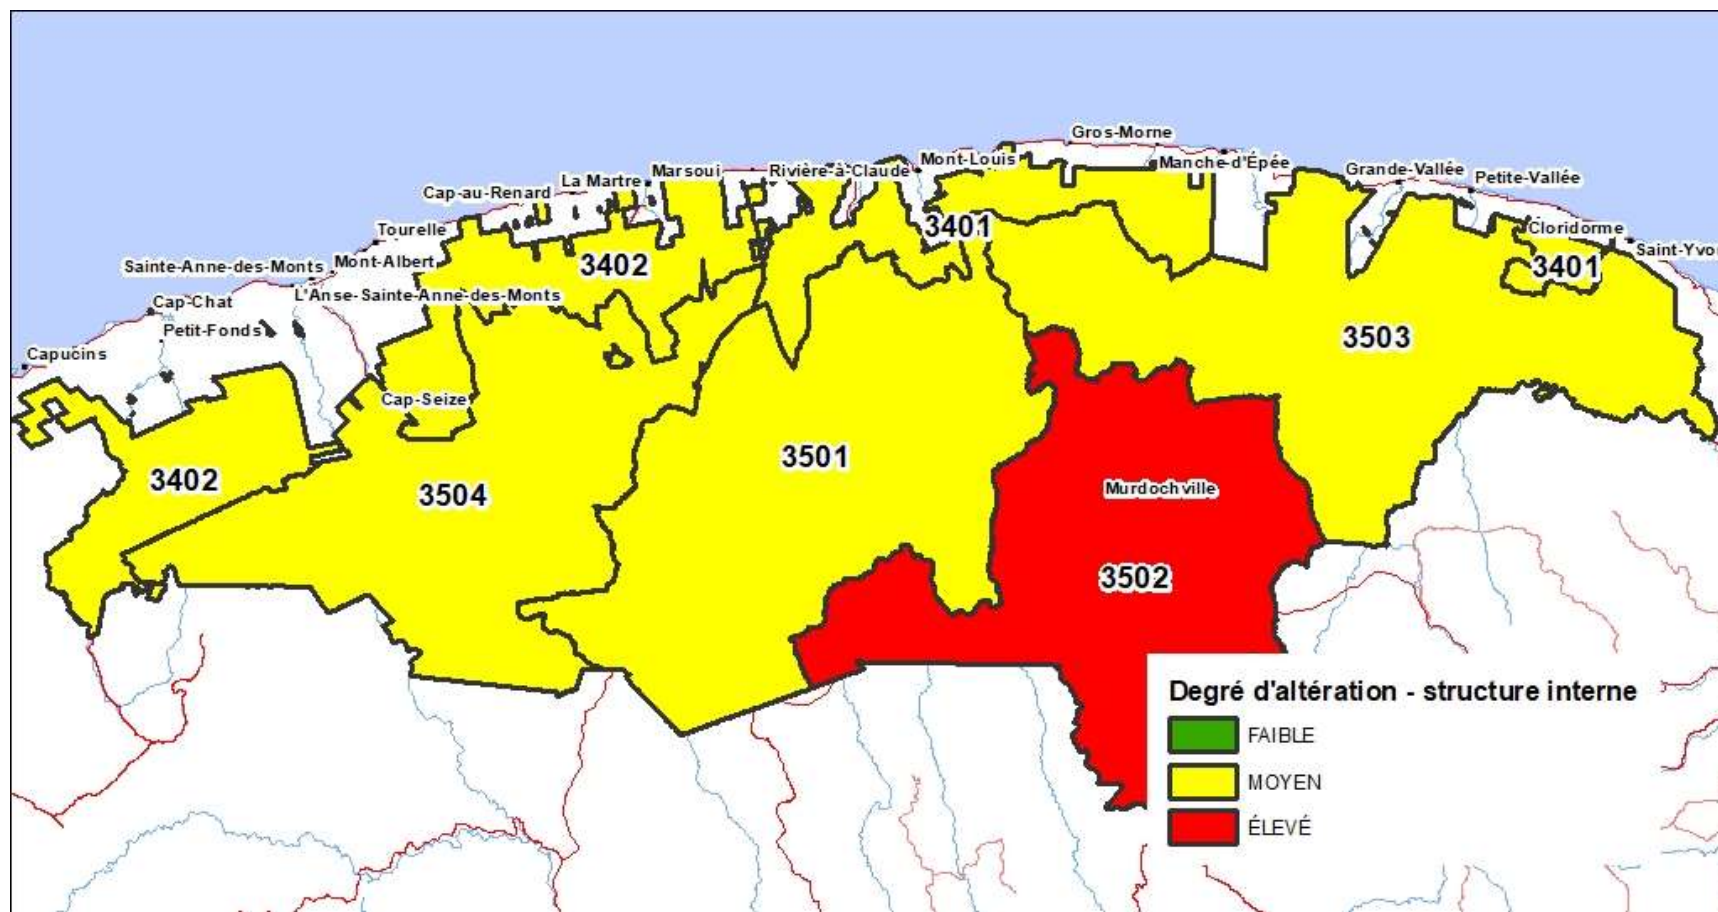 Gros-Morne
Mont-Louis
Manche-d'Épée
Marsoui
Rivière-à-Claude
Grande-Vallée
Petite-Vallée
La Martre
Cap-au-Renard
3401
Cloridorme
Tourelle
Saint-Yvo
Mont-Albert
Sainte-Anne-des-Monts
3402
3401
L'Anse-Sainte-Anne-des-Monts
Cap-Chat
Petit-Fonds
3503
Capucins
Cap-Seize
3501
3402
3504
Murdochville
3502
Degré d'altération - structure interne
FAIBLE
MOYEN
ÉLEVÉ